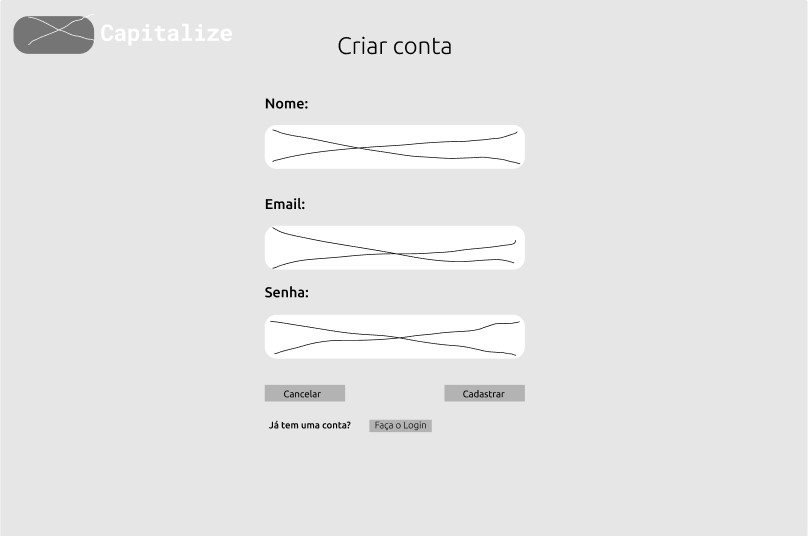 Capitalize
Criar conta
Nome:
Email:
Senha:
Cancelar
Cadastrar
Já tem uma conta?
Faça o Login